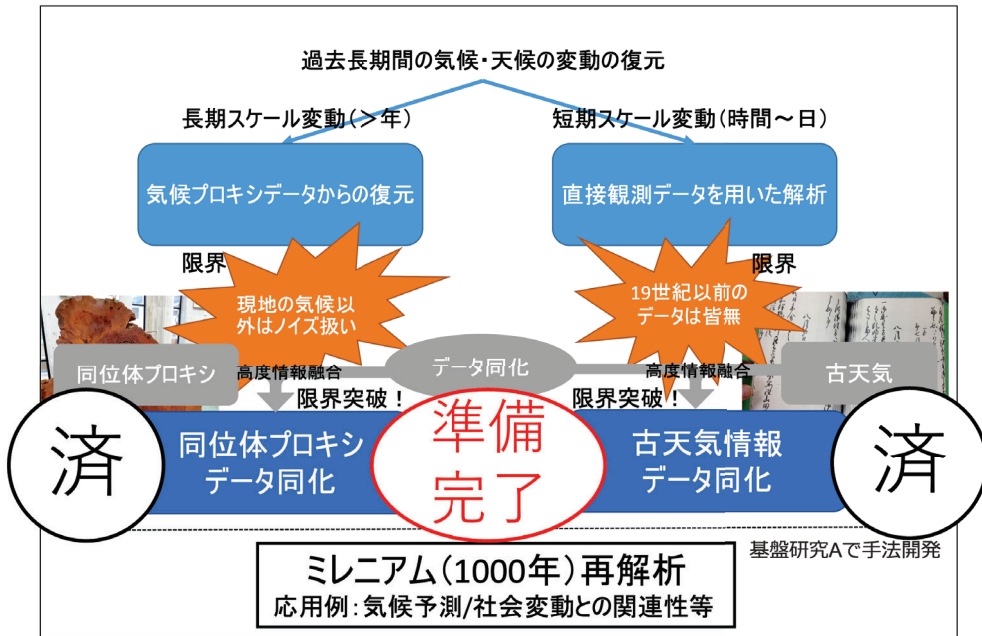 過去長期間の気候・天候の変動の復元
長期スケール変動(＞年)
短期スケール変動(時間～日)
気候プロキシデータからの復元
直接観測データを用いた解析
限界
限界
現地の気候以
外はノイズ扱い
19世紀以前の
データは皆無
同位体プロキシ
高度情報融合
データ同化
高度情報融合
古天気
限界突破！
限界突破！
済
同位体プロキシ
データ同化
準備
完了
古天気情報
データ同化
済
基盤研究Aで手法開発
ミレニアム(1000年)再解析
応用例：気候予測/社会変動との関連性等